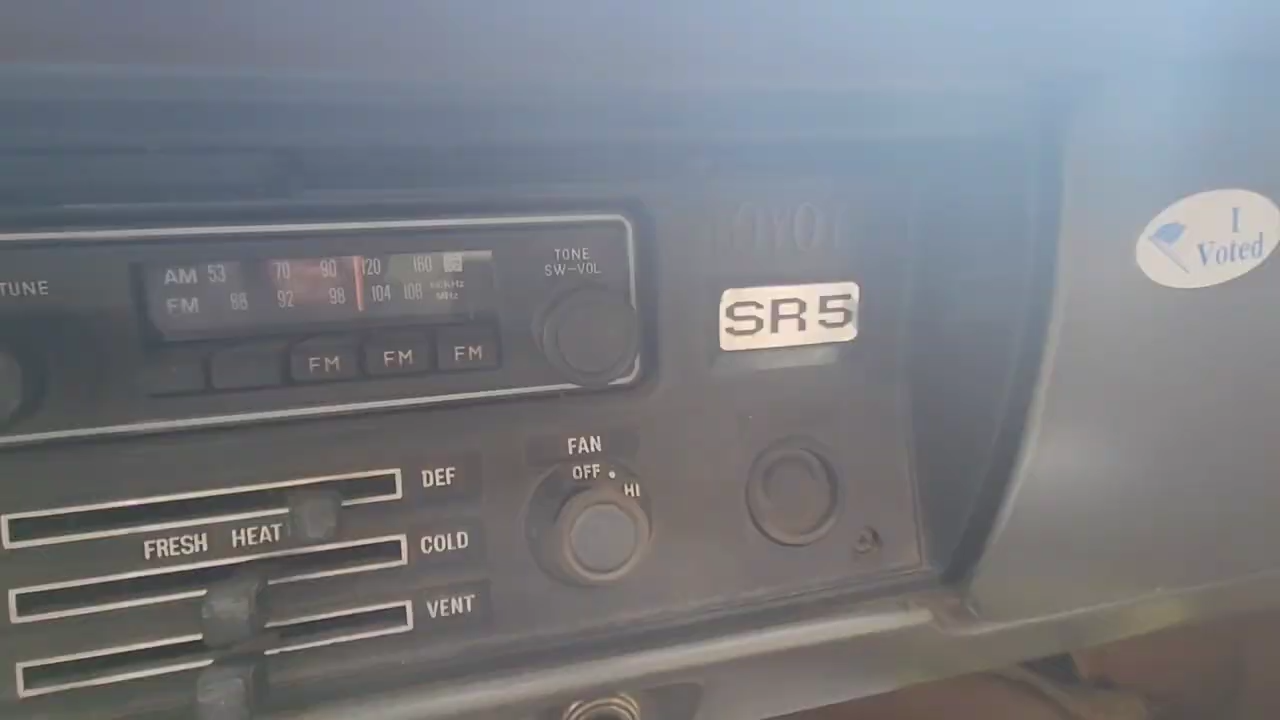 TUNE
AM 53 70 90 120 160
FM 88 92 98 104 108 MHz
FM FM FM
TONE
SW-VOL
SR5
I
Voted
FAN
OFF
HI
DEF
FRESH HEAT
COLD
VENT